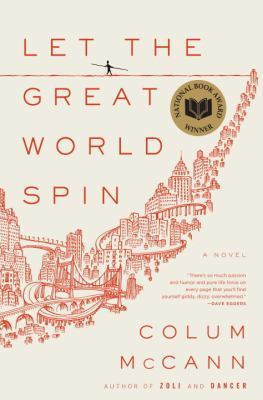 LET THE
GREAT
WORLD
SPIN
NATIONAL BOOK AWARD
WINNER
A NOVEL
"There's so much passion
and humor and pure life force on
every page that you'll find
yourself giddy, dizzy, overwhelmed."
—DAVE EGGERS
COLUM
McCANN
AUTHOR OF ZOLI AND DANCER